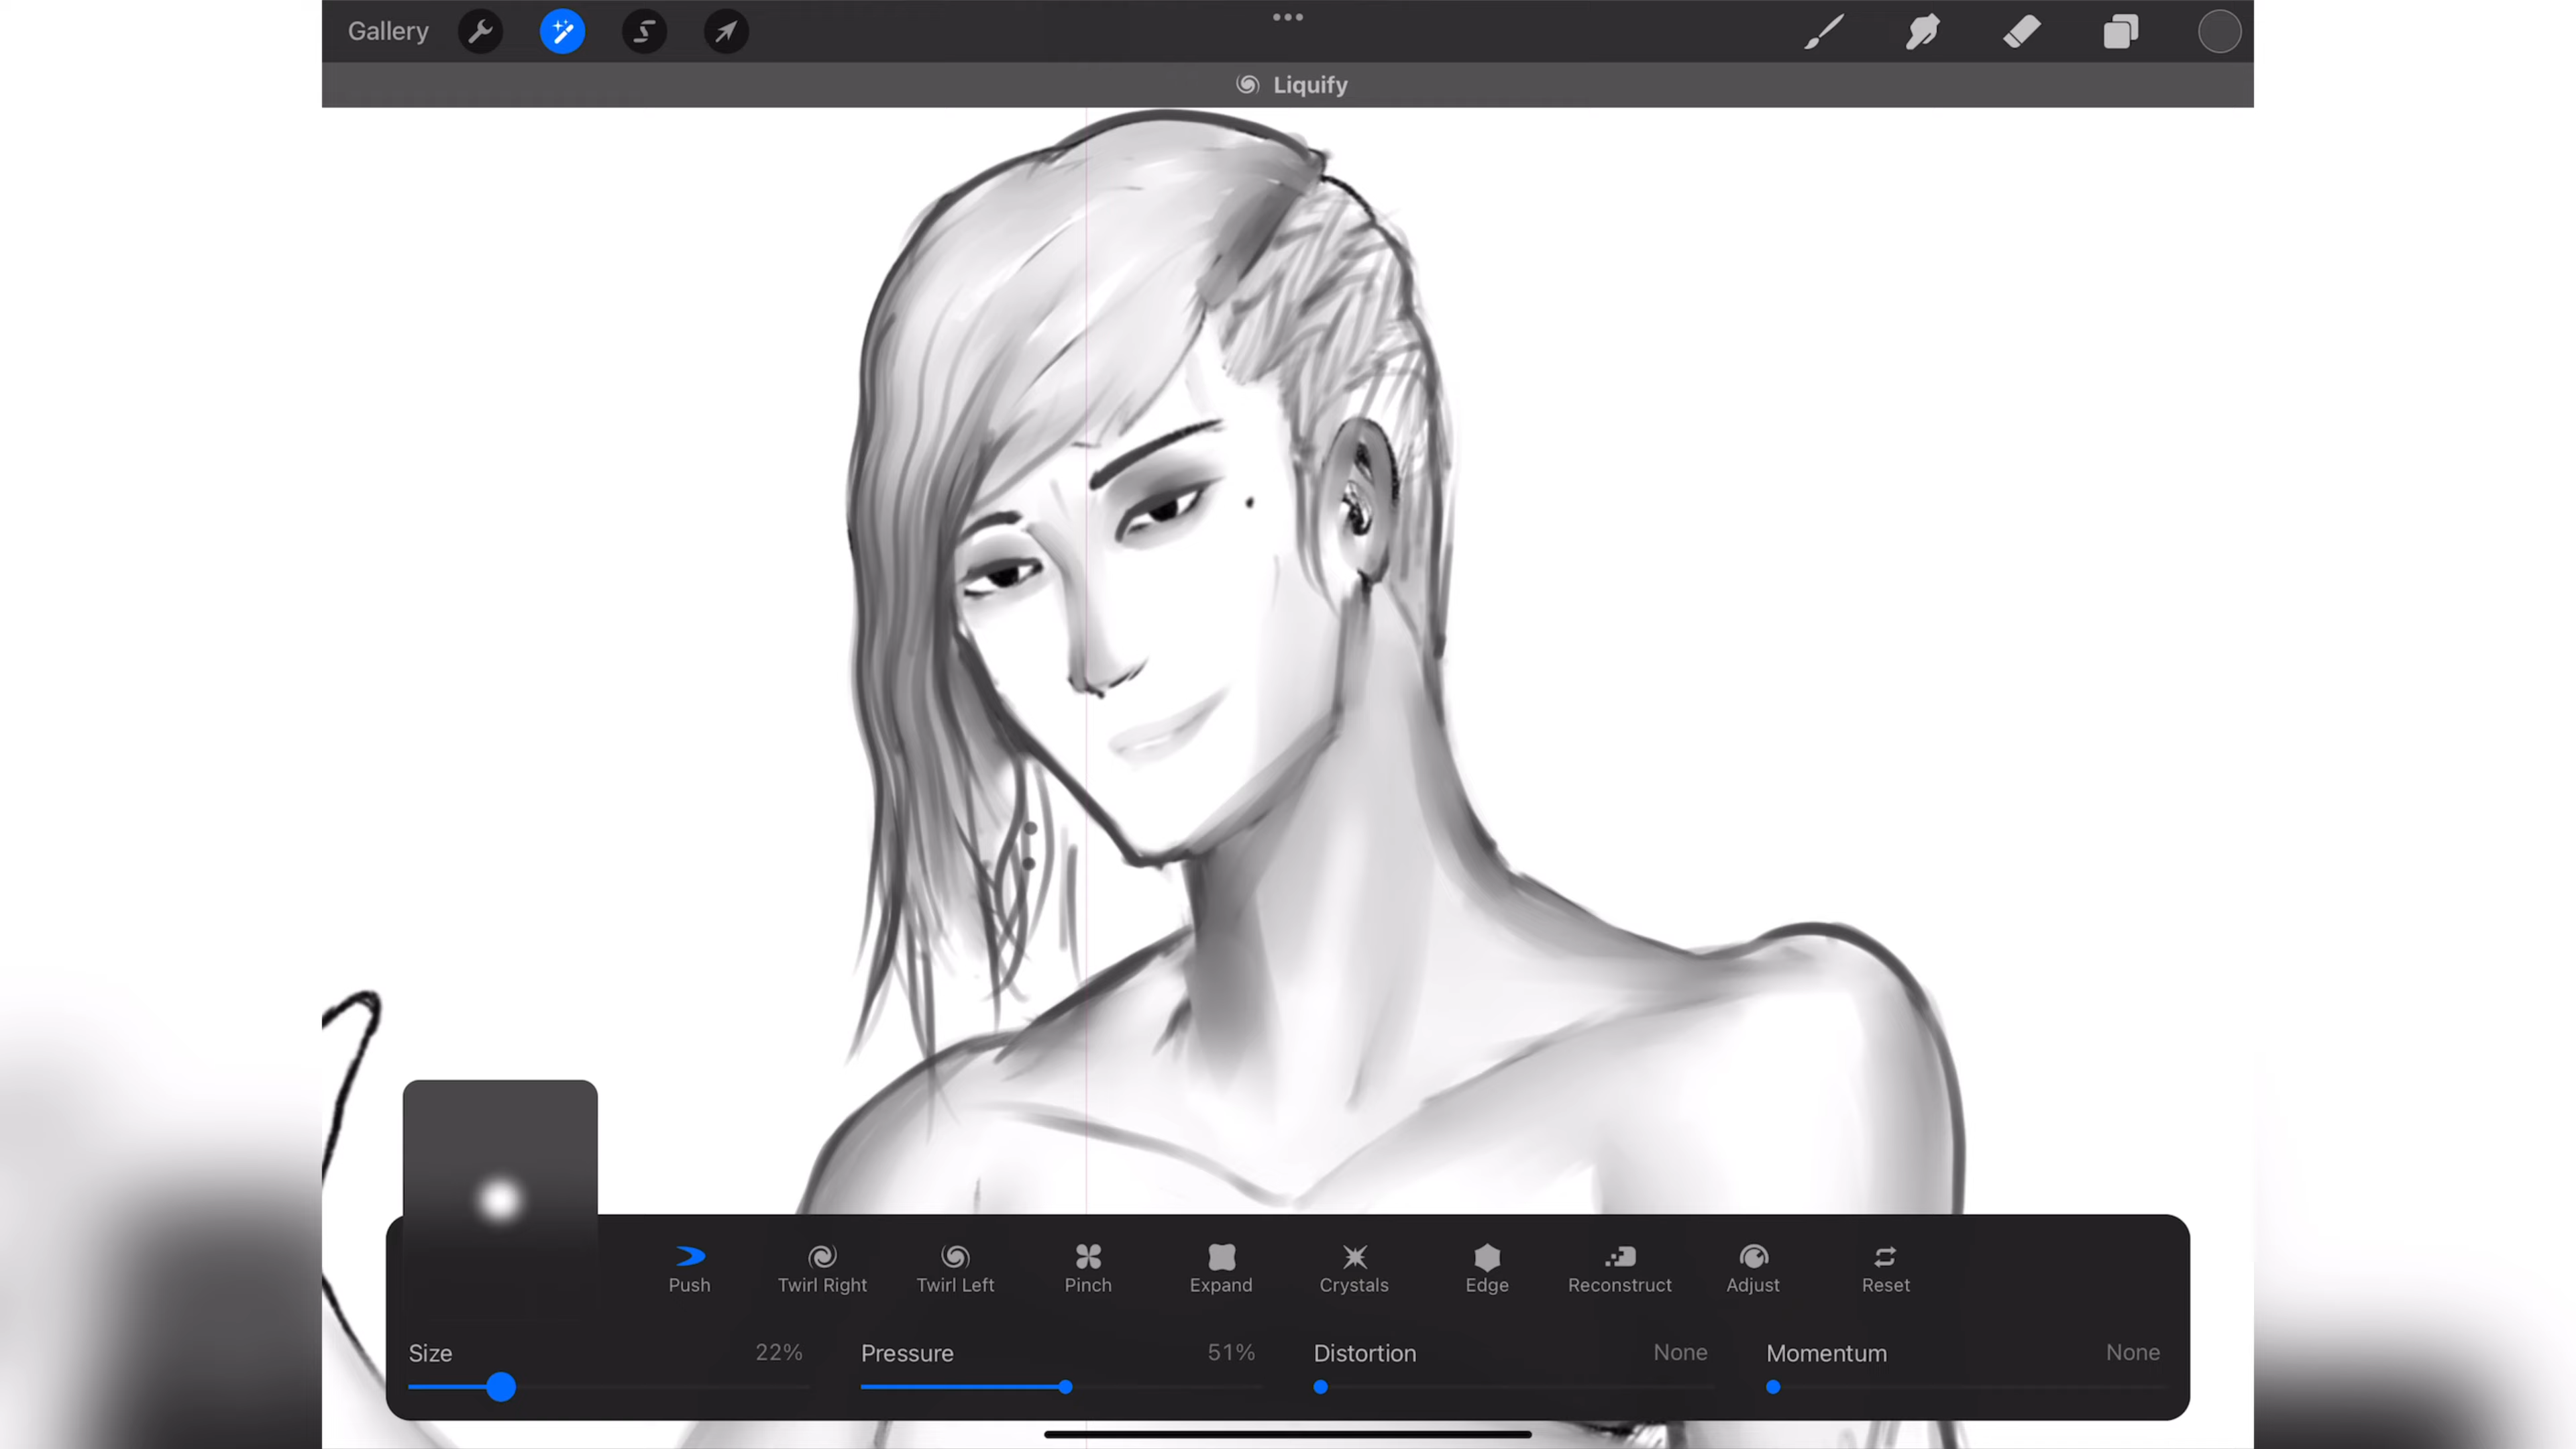 Gallery
Liquify
Push Twirl Right Twirl Left Pinch Expand Crystals Edge Reconstruct Adjust Reset
Size 22% Pressure 51% Distortion None Momentum None